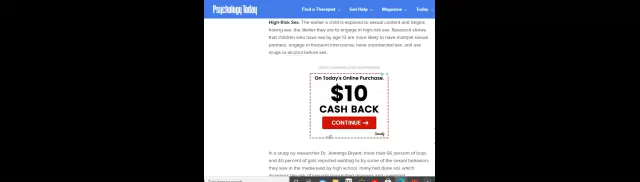 Psychology Today
Find a Therapist Get Help Magazine Today
High-Risk Sex. The earlier a child is exposed to sexual content and begins
having sex, the likelier they are to engage in high-risk sex. Research shows
that children who have sex by age 13 are more likely to have multiple sexual
partners, engage in frequent intercourse, have unprotected sex, and use
drugs or alcohol before sex.
On Today's Online Purchase.
$10
CASH BACK
CONTINUE →
In a study by researcher Dr. Jennings Bryant, more than 66 percent of boys
and 40 percent of girls reported wanting to try some of the sexual behaviors
they saw in the media (and by high school, many had done so), which